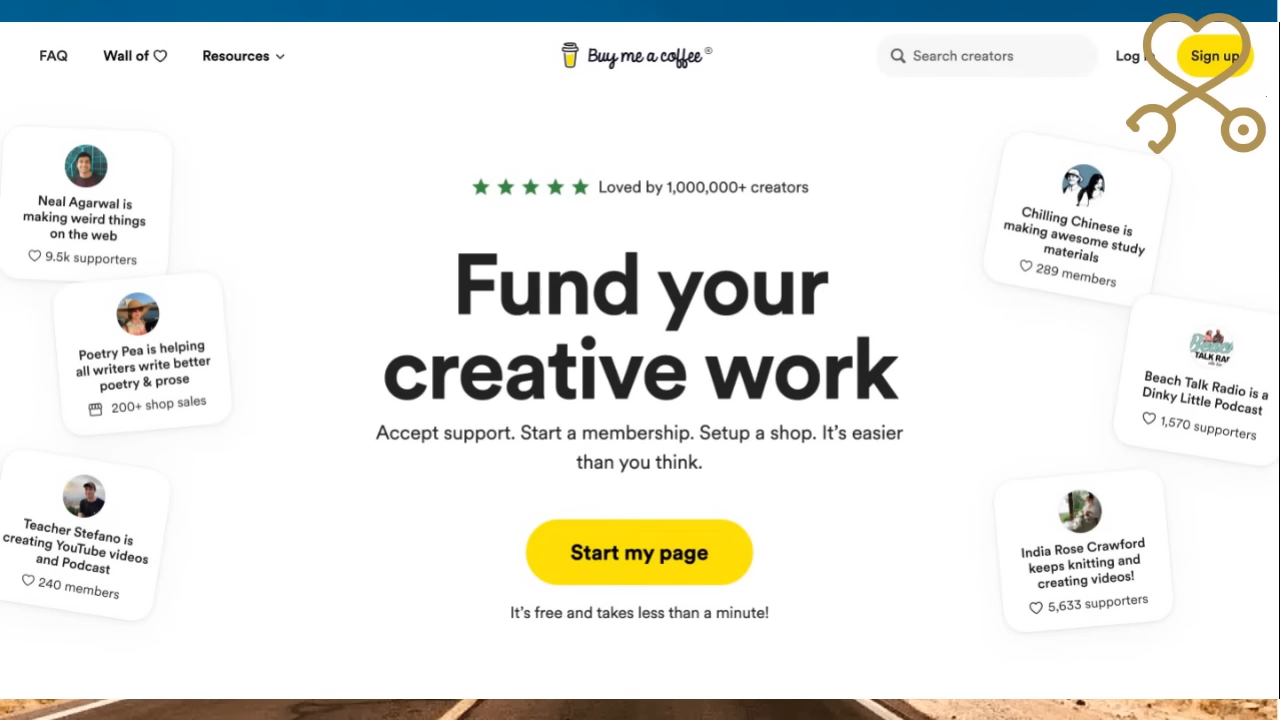 FAQ
Wall of
Resources
Buy me a coffee®
Search creators
Log in
Sign up
Loved by 1,000,000+ creators
Fund your
creative work
Accept support. Start a membership. Setup a shop. It’s easier
than you think.
Start my page
It’s free and takes less than a minute!
Neal Agarwal is
making weird things
on the web
9.5k supporters
Poetry Pea is helping
all writers write better
poetry & prose
200+ shop sales
Teacher Stefano is
creating YouTube videos
and Podcast
240 members
Chilling Chinese is
making awesome study
materials
289 members
Beach Talk Radio is a
Dinky Little Podcast
1,570 supporters
India Rose Crawford
keeps knitting and
creating videos!
5,633 supporters